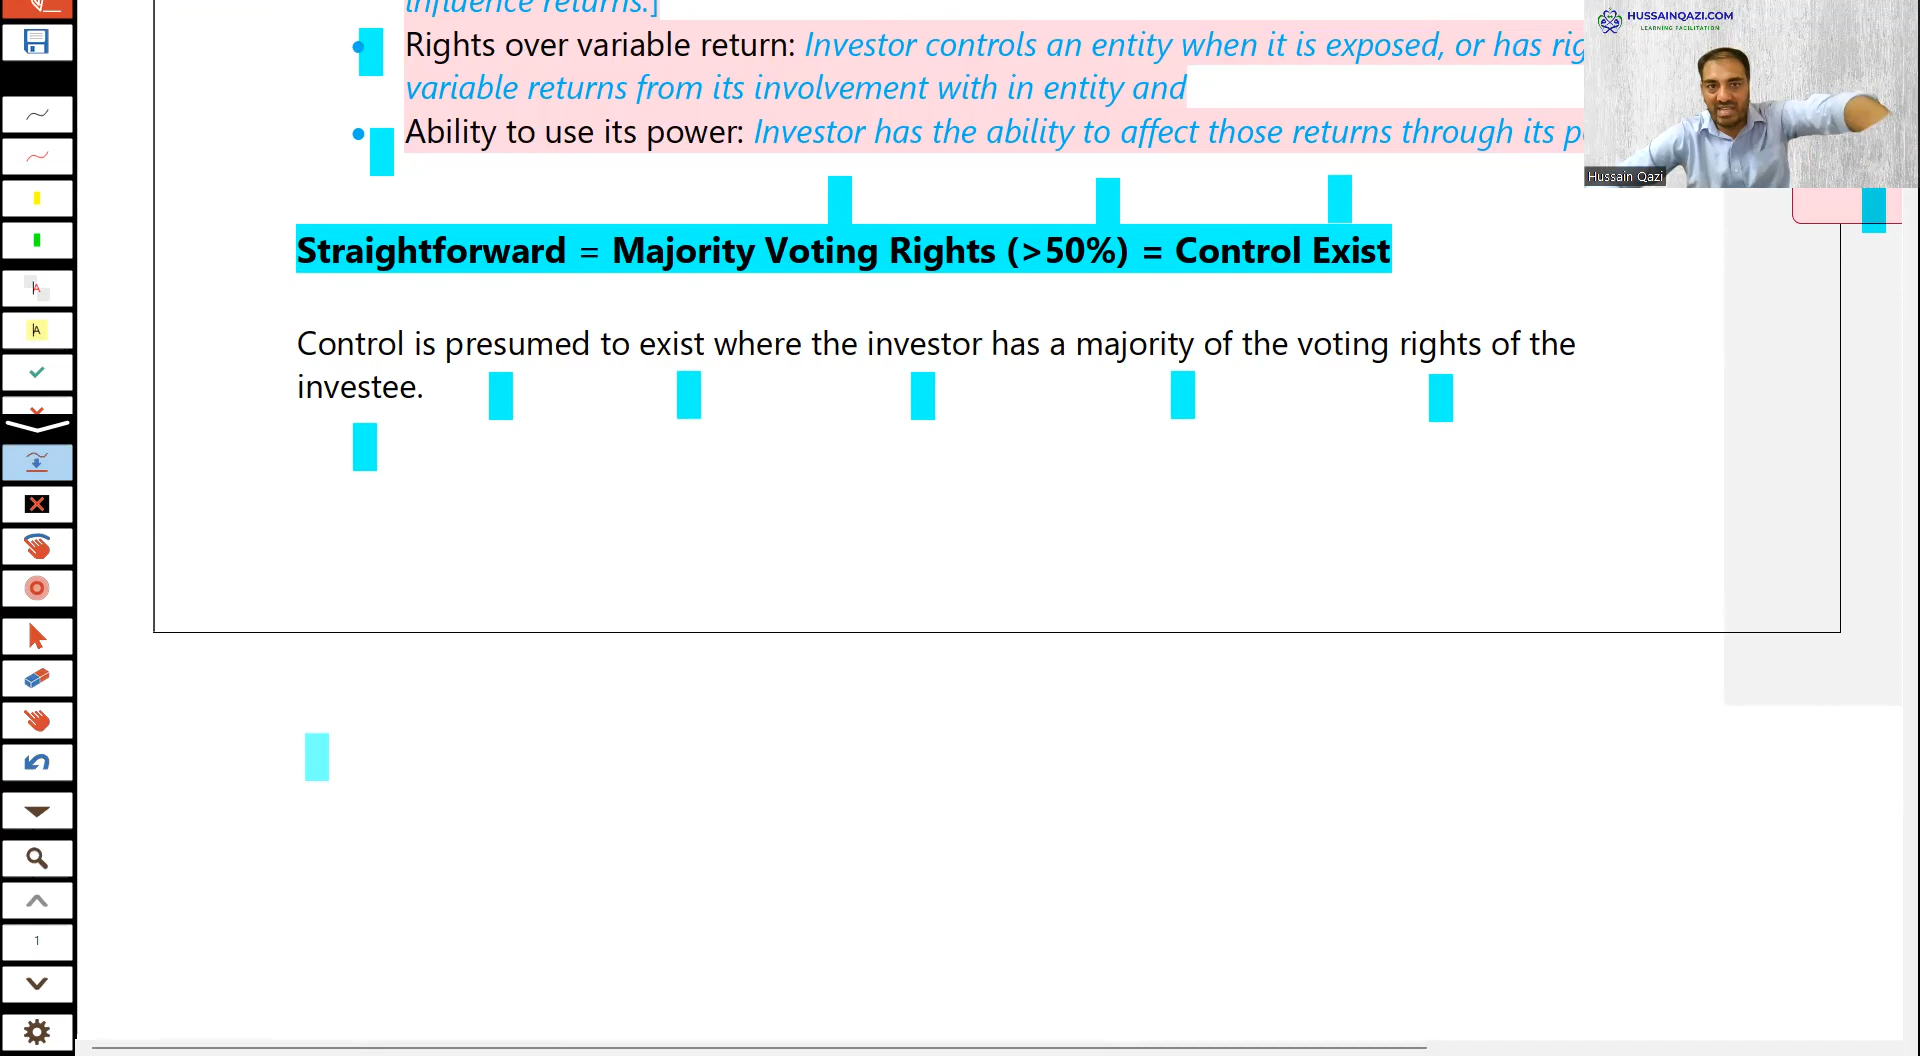 influence returns.]
Rights over variable return: Investor controls an entity when it is exposed, or has
variable returns from its involvement with in entity and
Ability to use its power: Investor has the ability to affect those returns through its
Straightforward = Majority Voting Rights (>50%) = Control Exist
Control is presumed to exist where the investor has a majority of the voting rights of the
investee.
HUSSAINQAZI.COM
LEARNING FACILITATION
Hussain Qazi
A
A
1